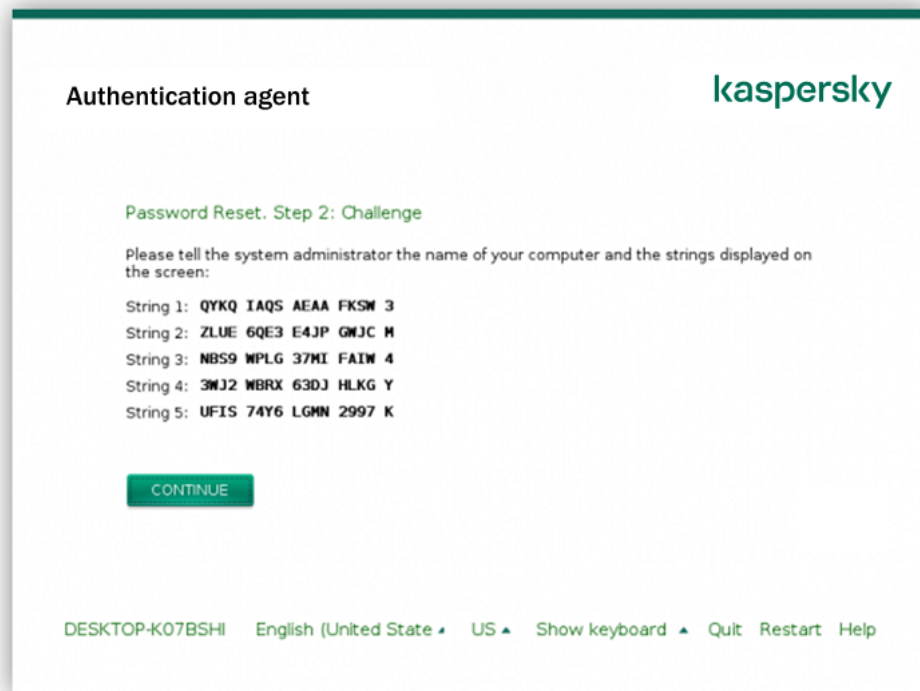 Authentication agent
kaspersky
Password Reset. Step 2: Challenge
Please tell the system administrator the name of your computer and the strings displayed on
the screen:
String 1: QYKQ IAQS AEAA FKSW 3
String 2: ZLUE 6QE3 E4JP GWJC M
String 3: NBS9 WPLG 37MI FAIW 4
String 4: 3WJ2 WBRX 63DJ HLKG Y
String 5: UFIS 74Y6 LGMN 2997 K
CONTINUE
DESKTOP-K07BSHI English (United State US Show keyboard Quit Restart Help